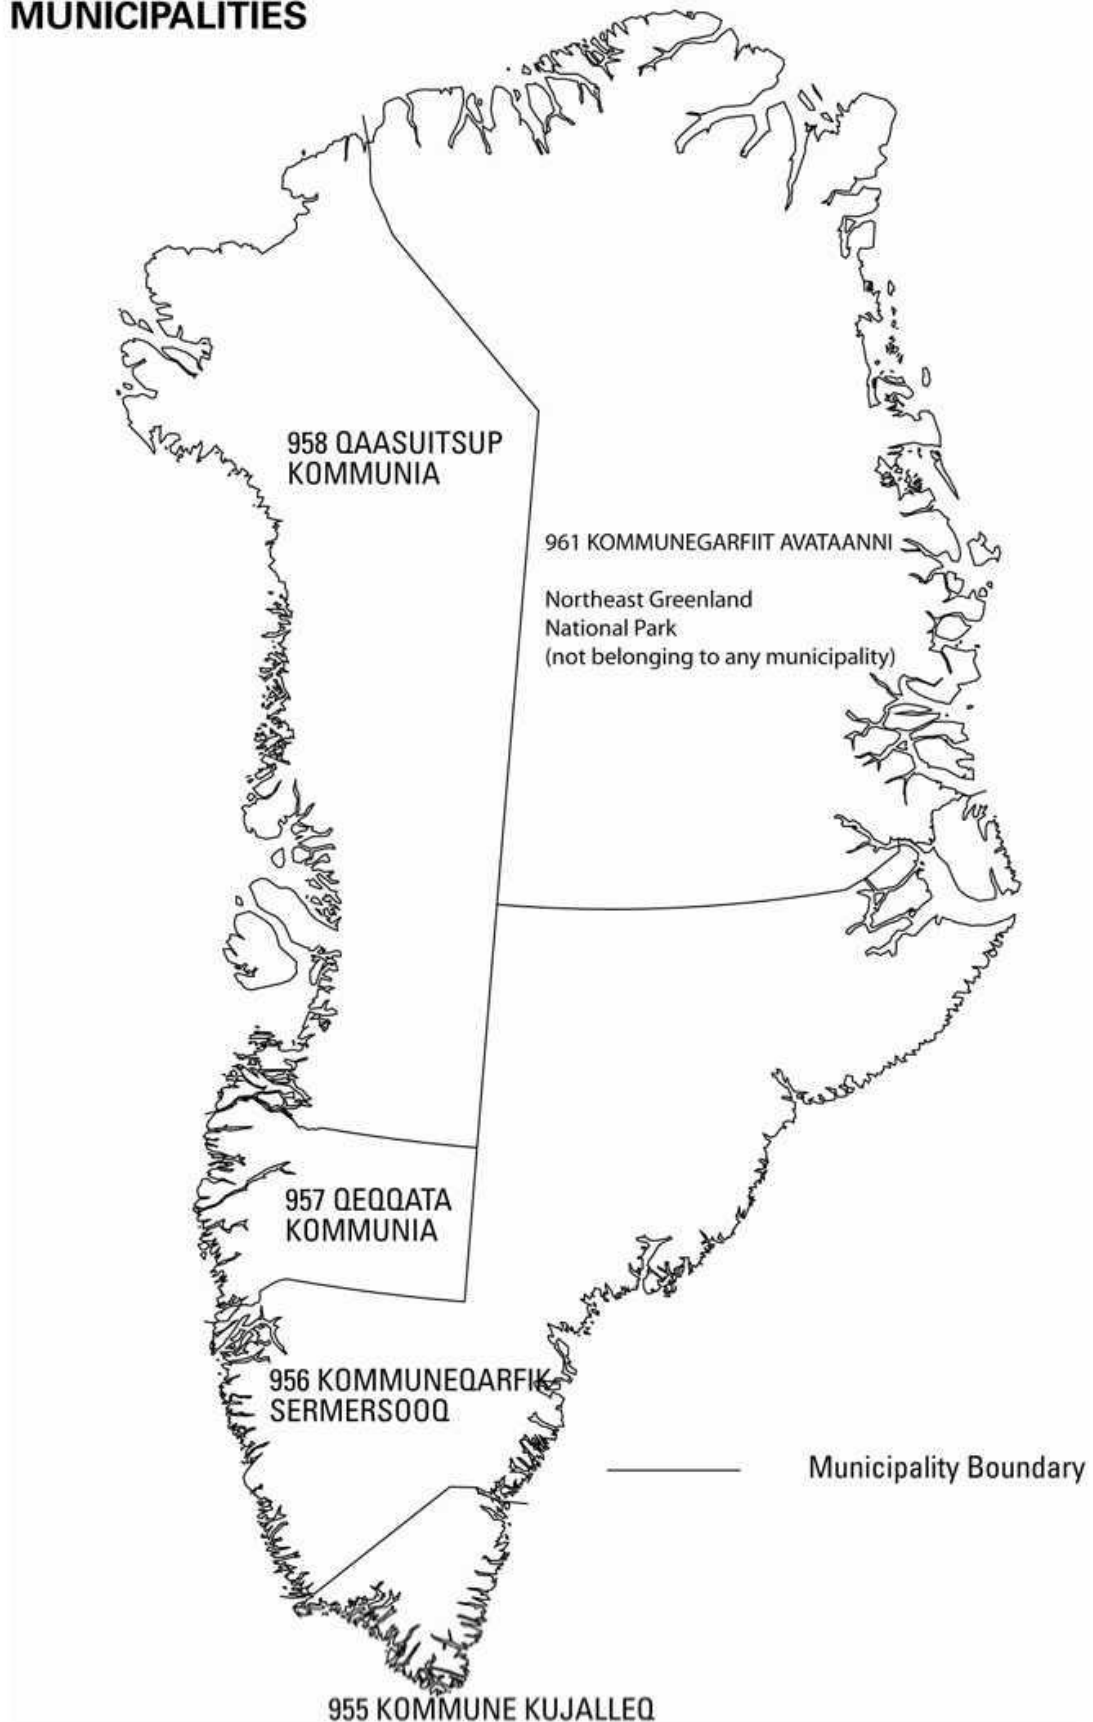 MUNICIPALITIES
958 QAASUITSUP
KOMMUNIA
961 KOMMUNEGARFIIT AVATAANNI
Northeast Greenland
National Park
(not belonging to any municipality)
957 QEQQATA
KOMMUNIA
956 KOMMUNEQARFIK
SERMERSOOQ
Municipality Boundary
955 KOMMUNE KUJALLEQ